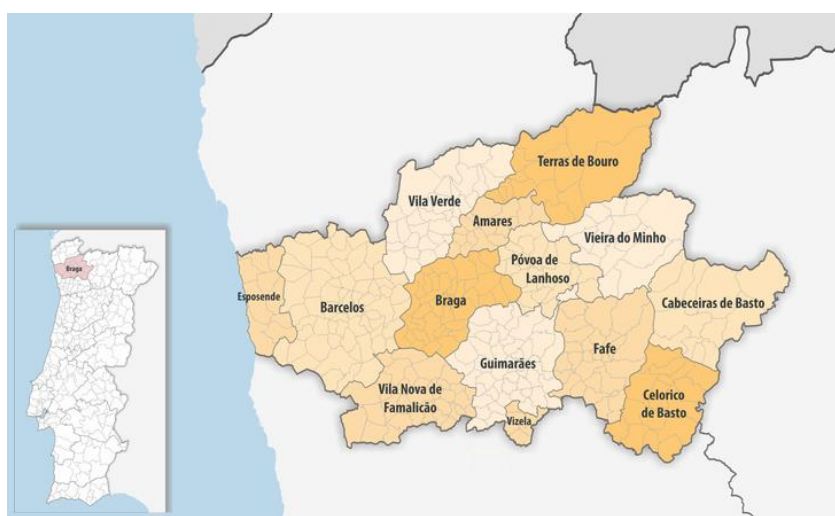 Terras de Bouro
Vila Verde
Amares
Vieira do Minho
Póvoa de
Lanhoso
Braga
Esposende
Barcelos
Braga
Cabeceiras de Basto
Guimarães
Fafe
Vila Nova de
Famalicão
Celorico
de Basto
Vizela